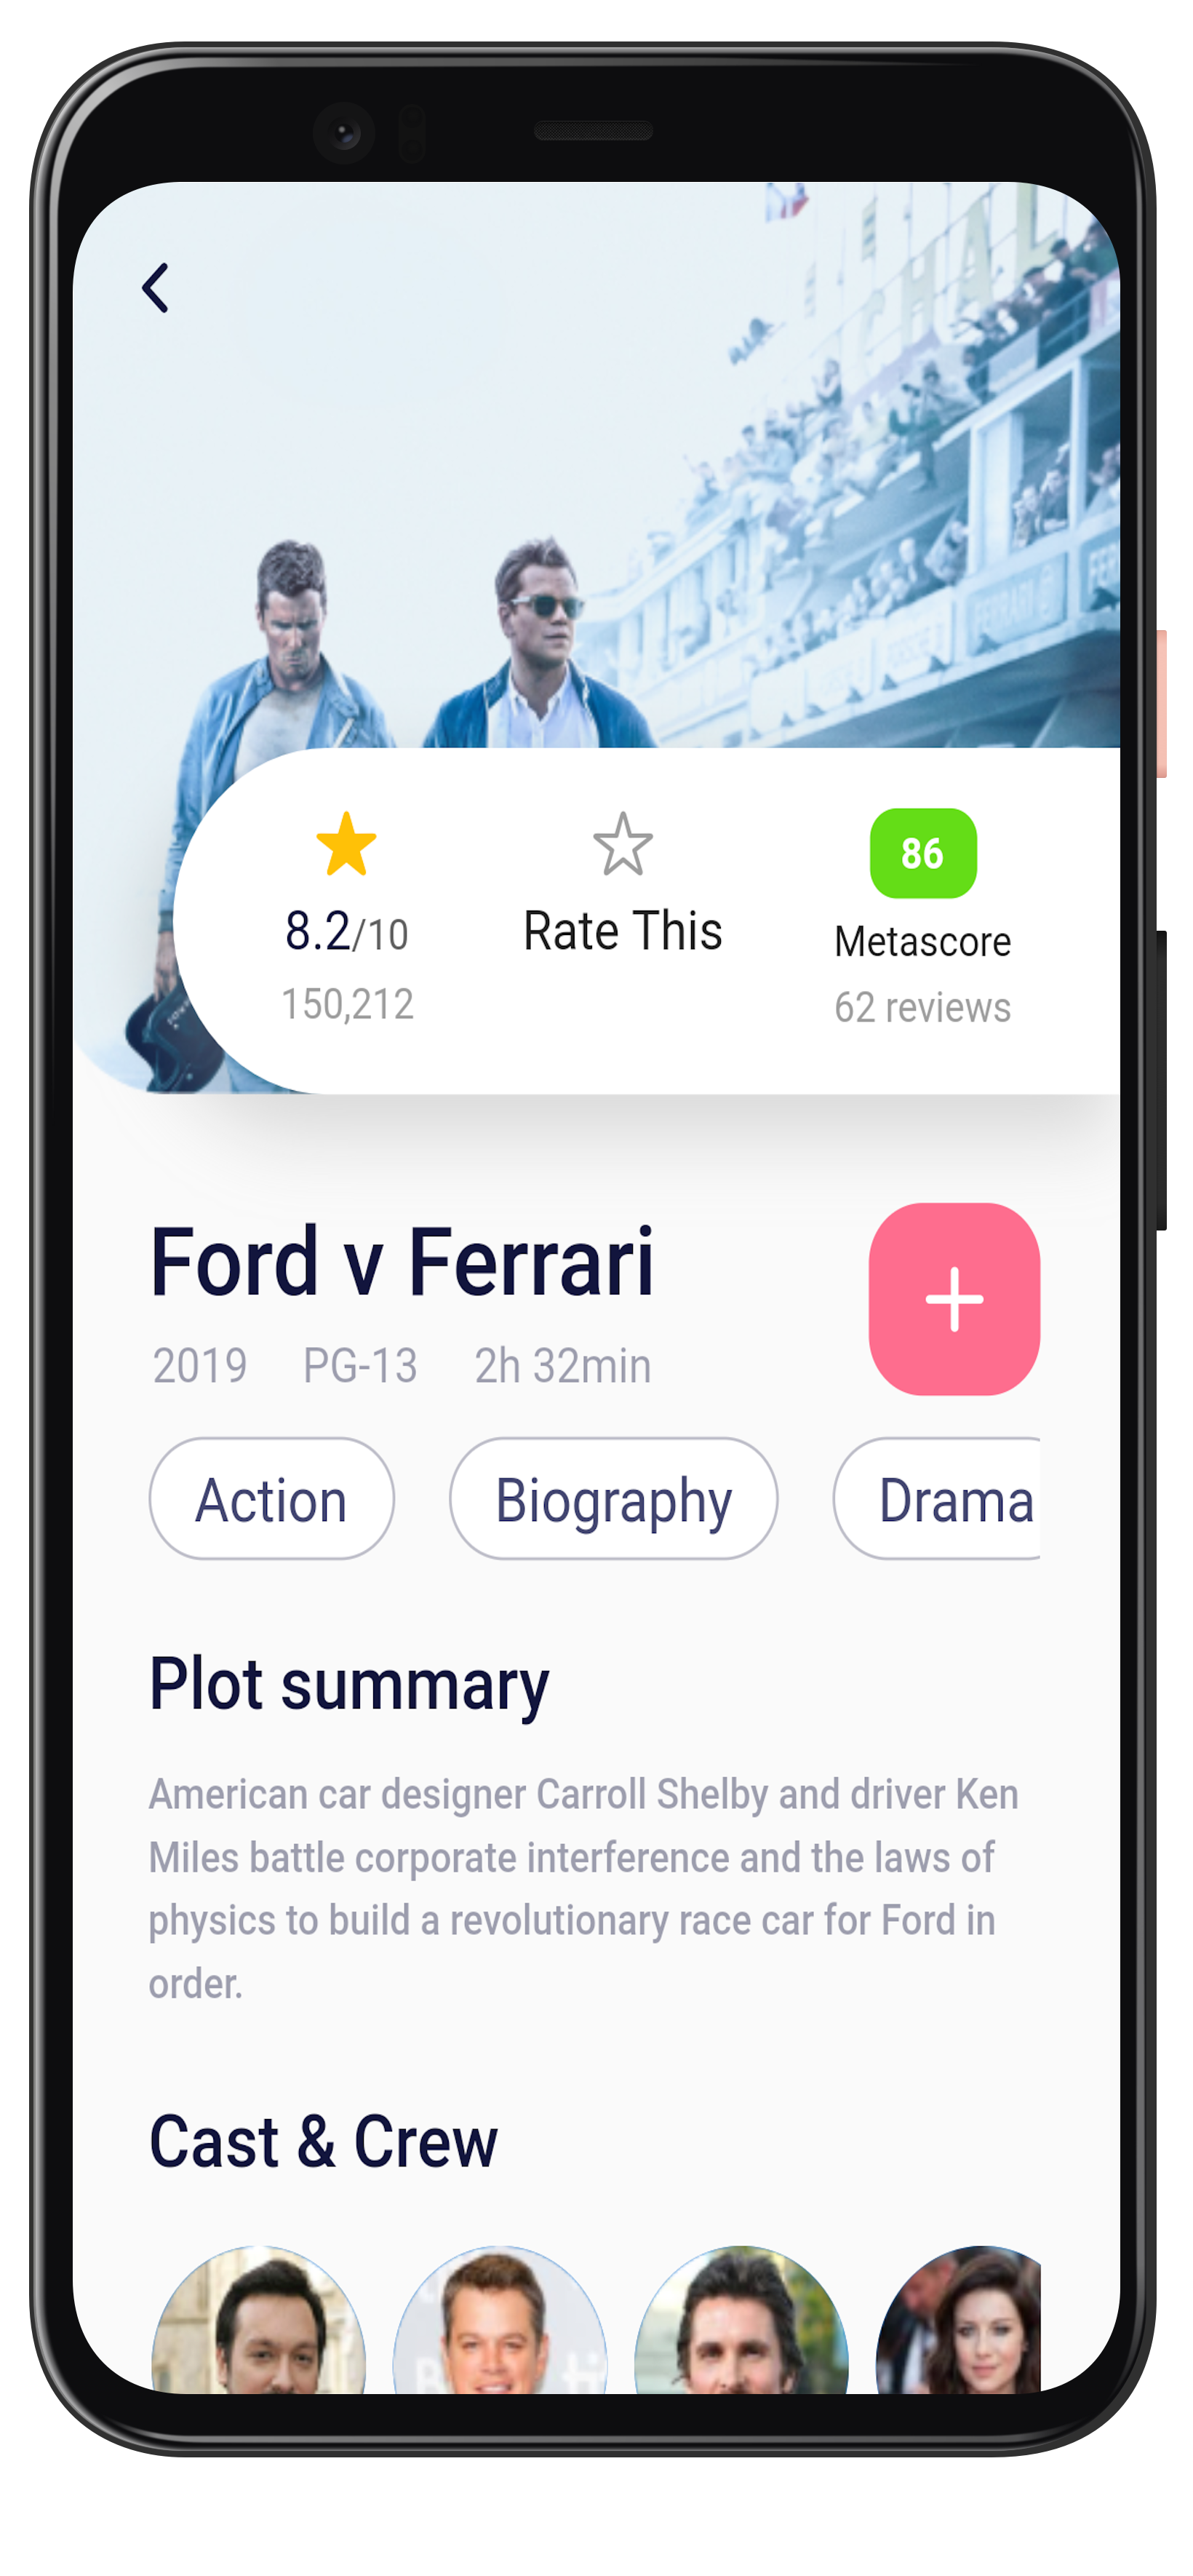 8.2/10
150,212
Rate This
86
Metascore
62 reviews
Ford v Ferrari
2019 PG-13 2h 32min
Action Biography Drama
Plot summary
American car designer Carroll Shelby and driver Ken
Miles battle corporate interference and the laws of
physics to build a revolutionary race car for Ford in
order.
Cast & Crew